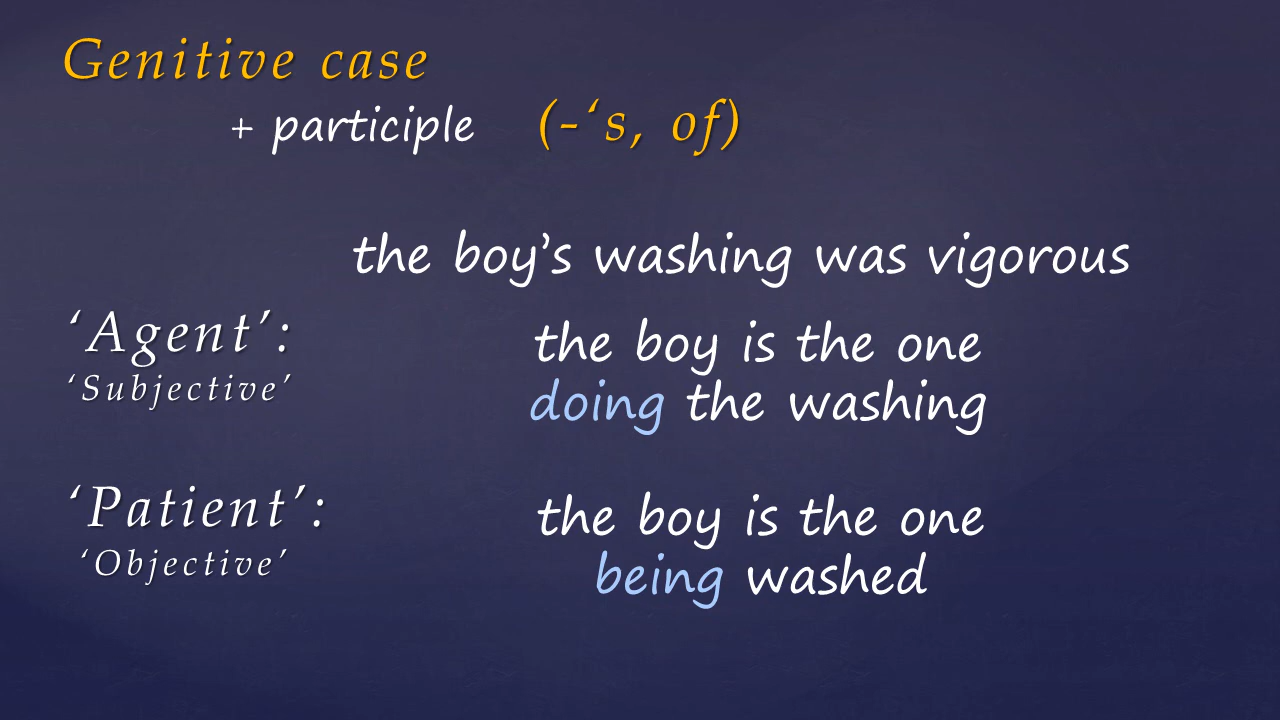 Genitive case
+ participle (-‘s, of)
the boy’s washing was vigorous
‘Agent’:
‘Subjective’
the boy is the one
doing the washing
‘Patient’:
‘Objective’
the boy is the one
being washed